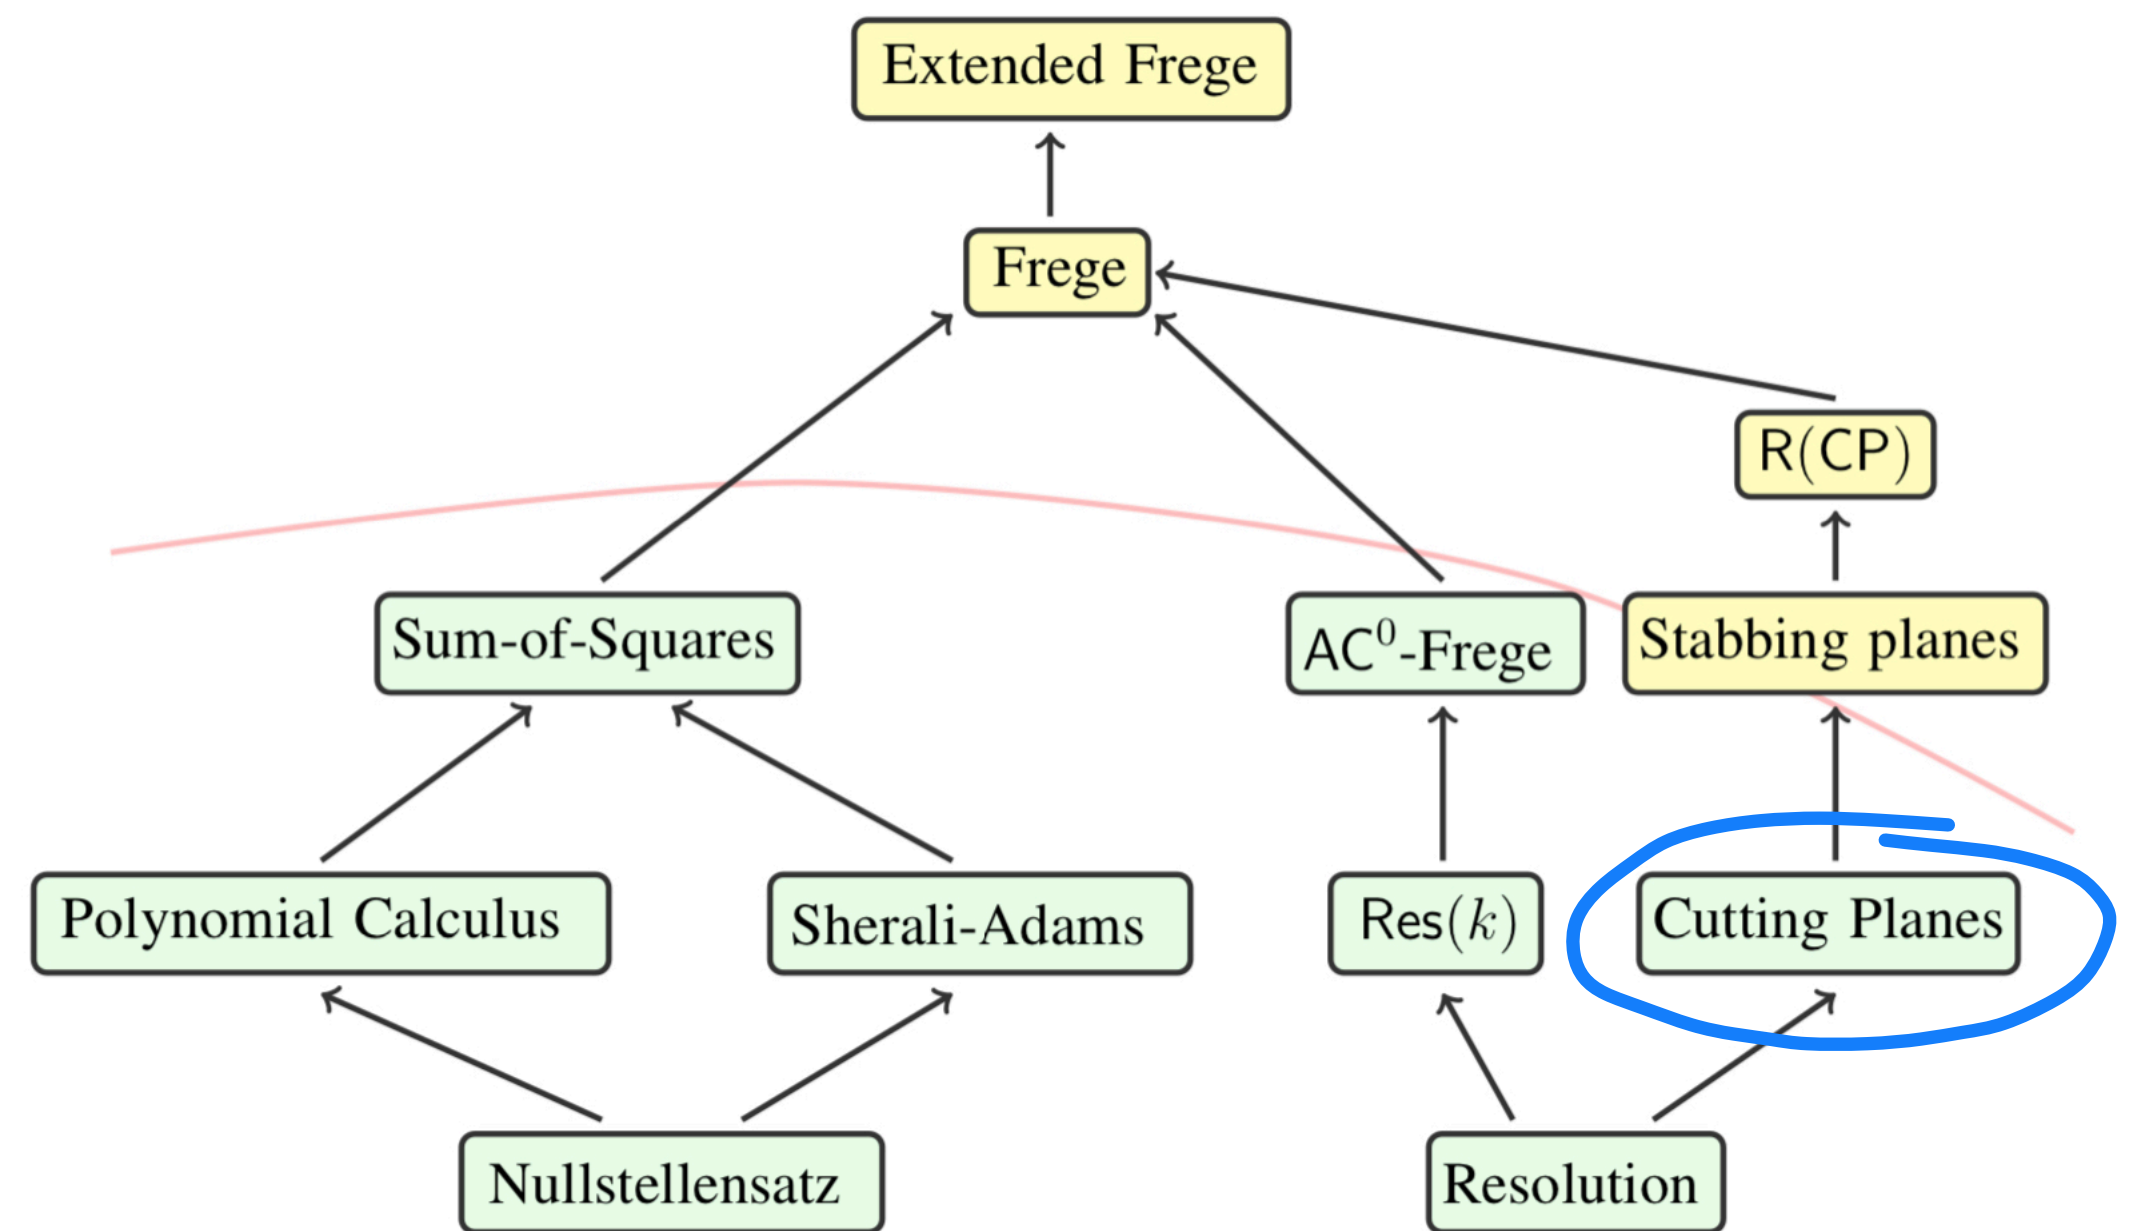 Extended Frege
Frege
R(CP)
Sum-of-Squares
AC⁰-Frege
Stabbing planes
Polynomial Calculus
Sherali-Adams
Res(k)
Cutting Planes
Nullstellensatz
Resolution